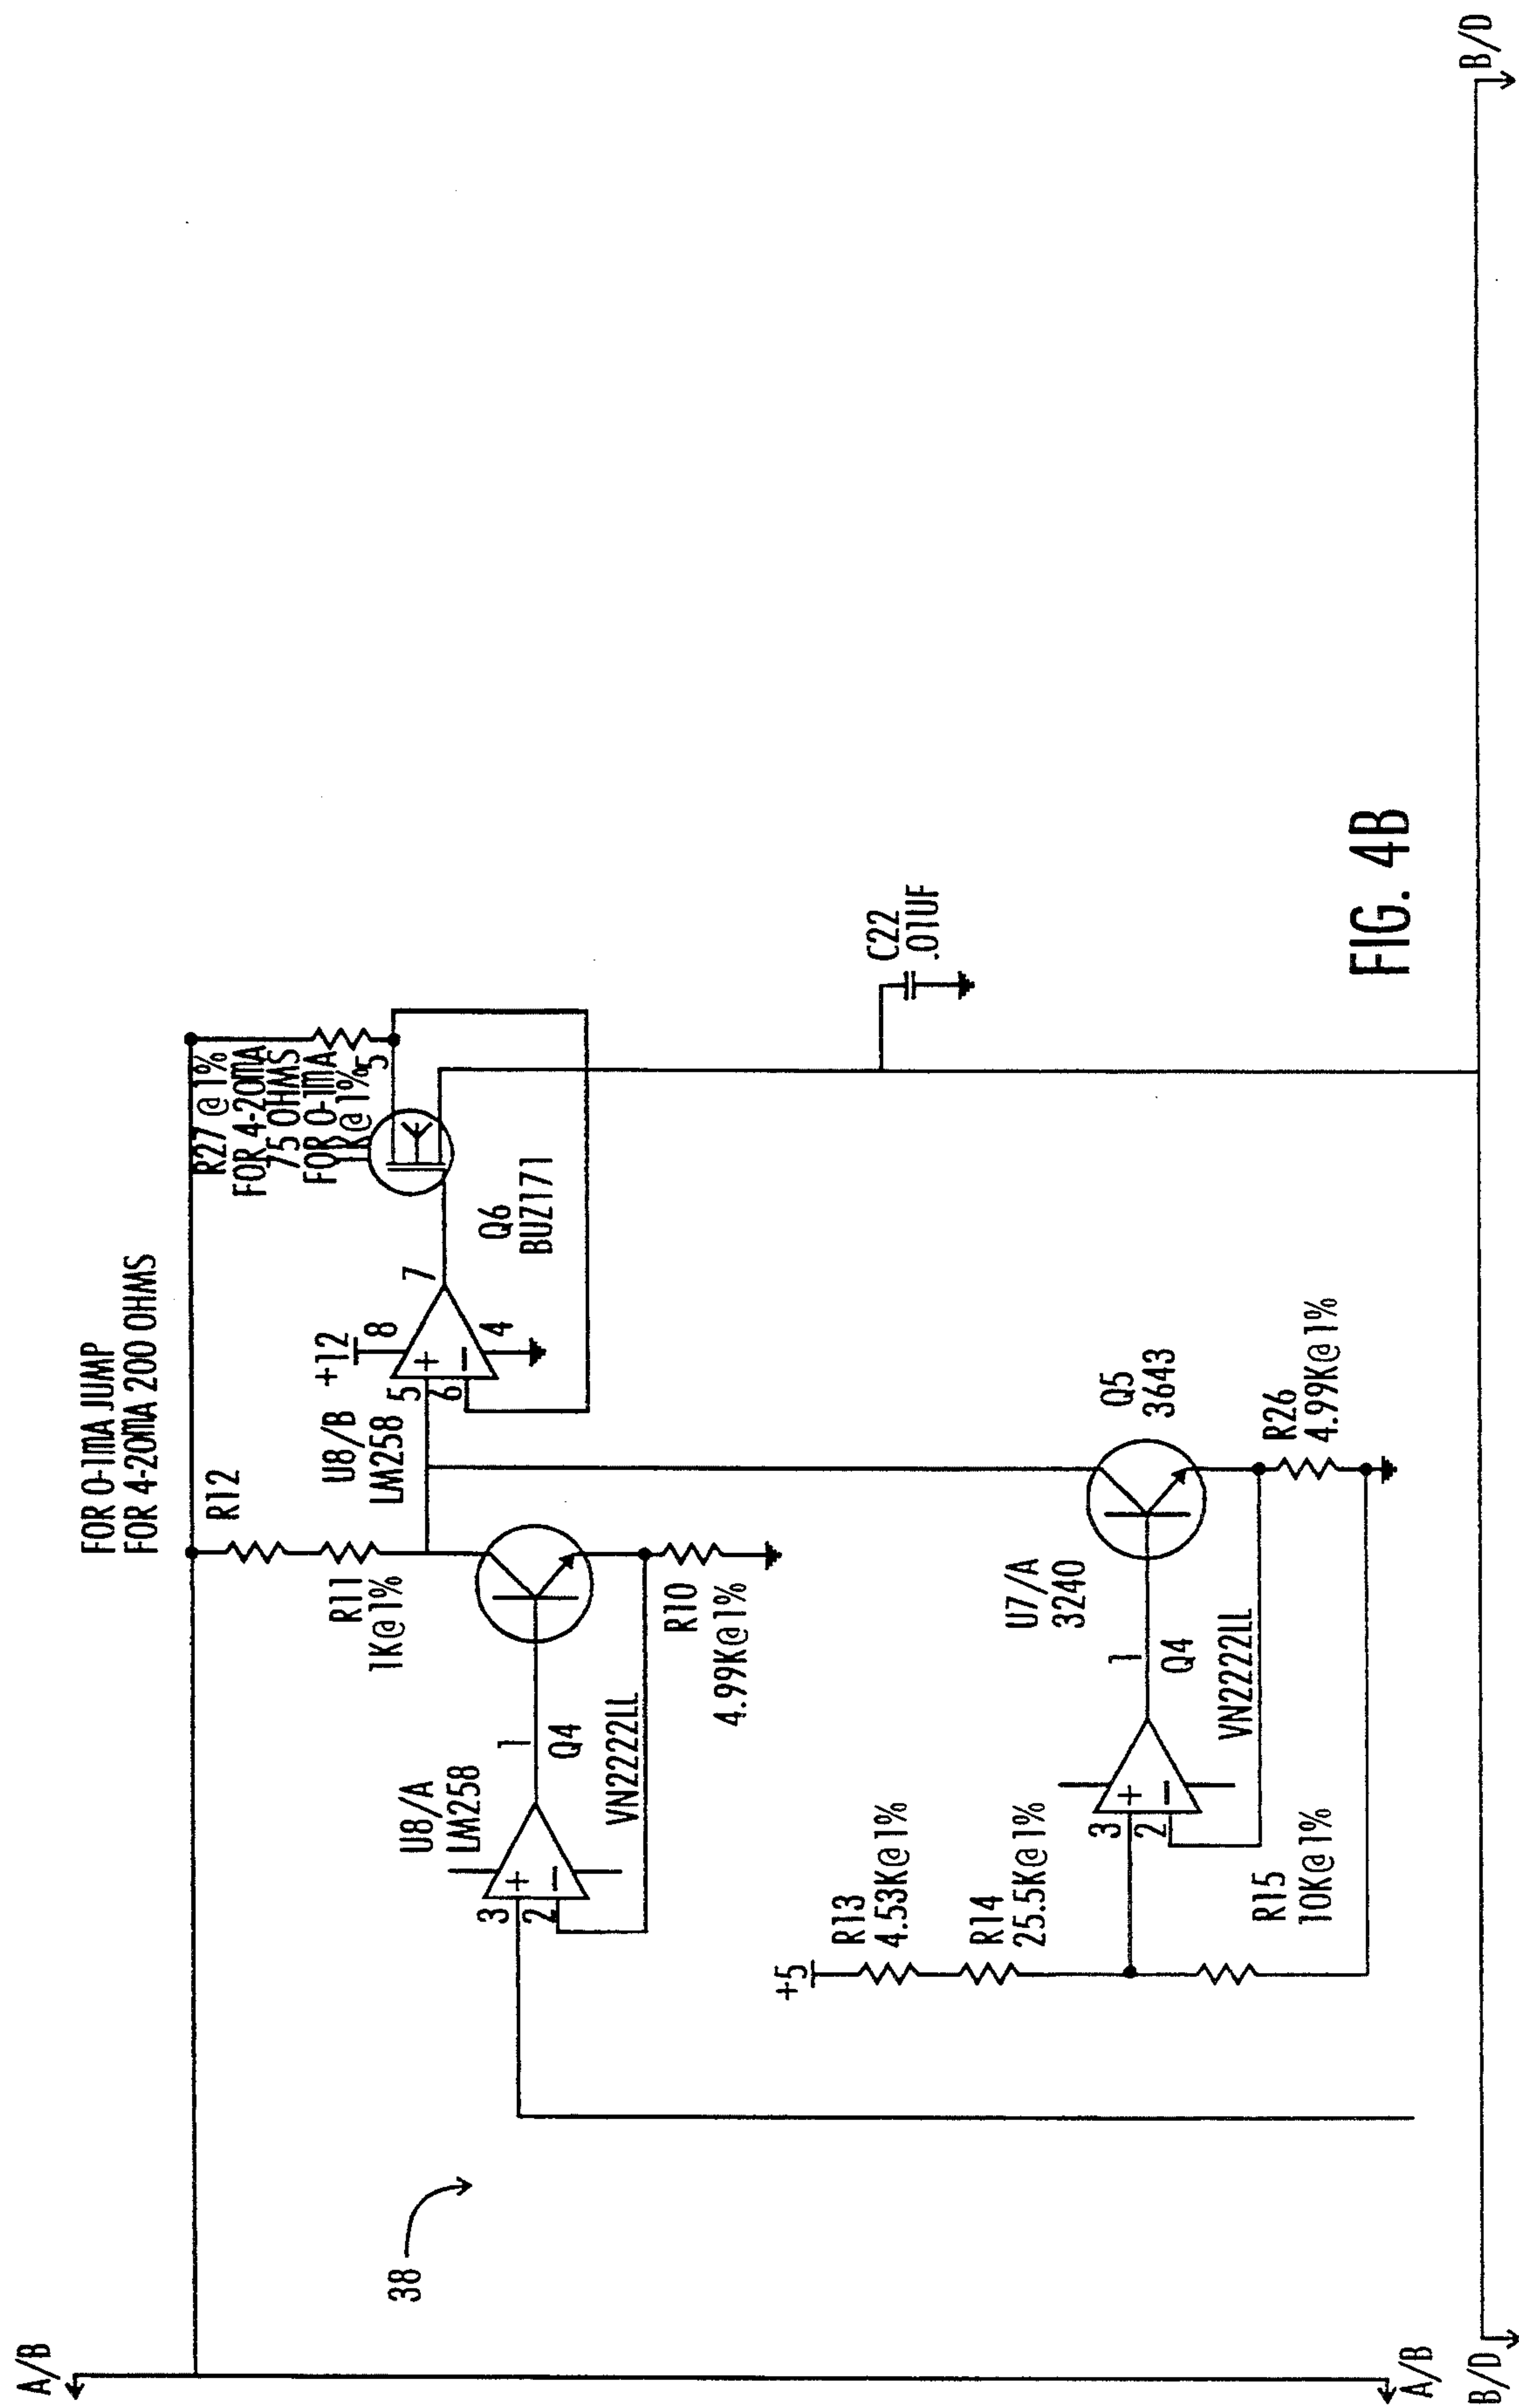 A/B
FOR 0-1mA JUMP
FOR 4-20mA 200 OHMS
R12
R11
1K@1%
R27 @ 1%
FOR 4-20mA
75 OHMS
FOR 0-1mA
K@1%
5
+12
8
U8/B
LM258
5
6
+
−
7
4
Q6
BUZ171
38
U8/A
LM258
3
2
+
−
1
Q4
VN2222LL
R10
4.99K@1%
C22
.01UF
+5
R13
4.53K@1%
R14
25.5K@1%
U7/A
3240
3
2
+
−
1
Q4
VN2222LL
Q5
3643
R15
10K@1%
R26
4.99K@1%
FIG. 4B
A/B
B/D
B/D